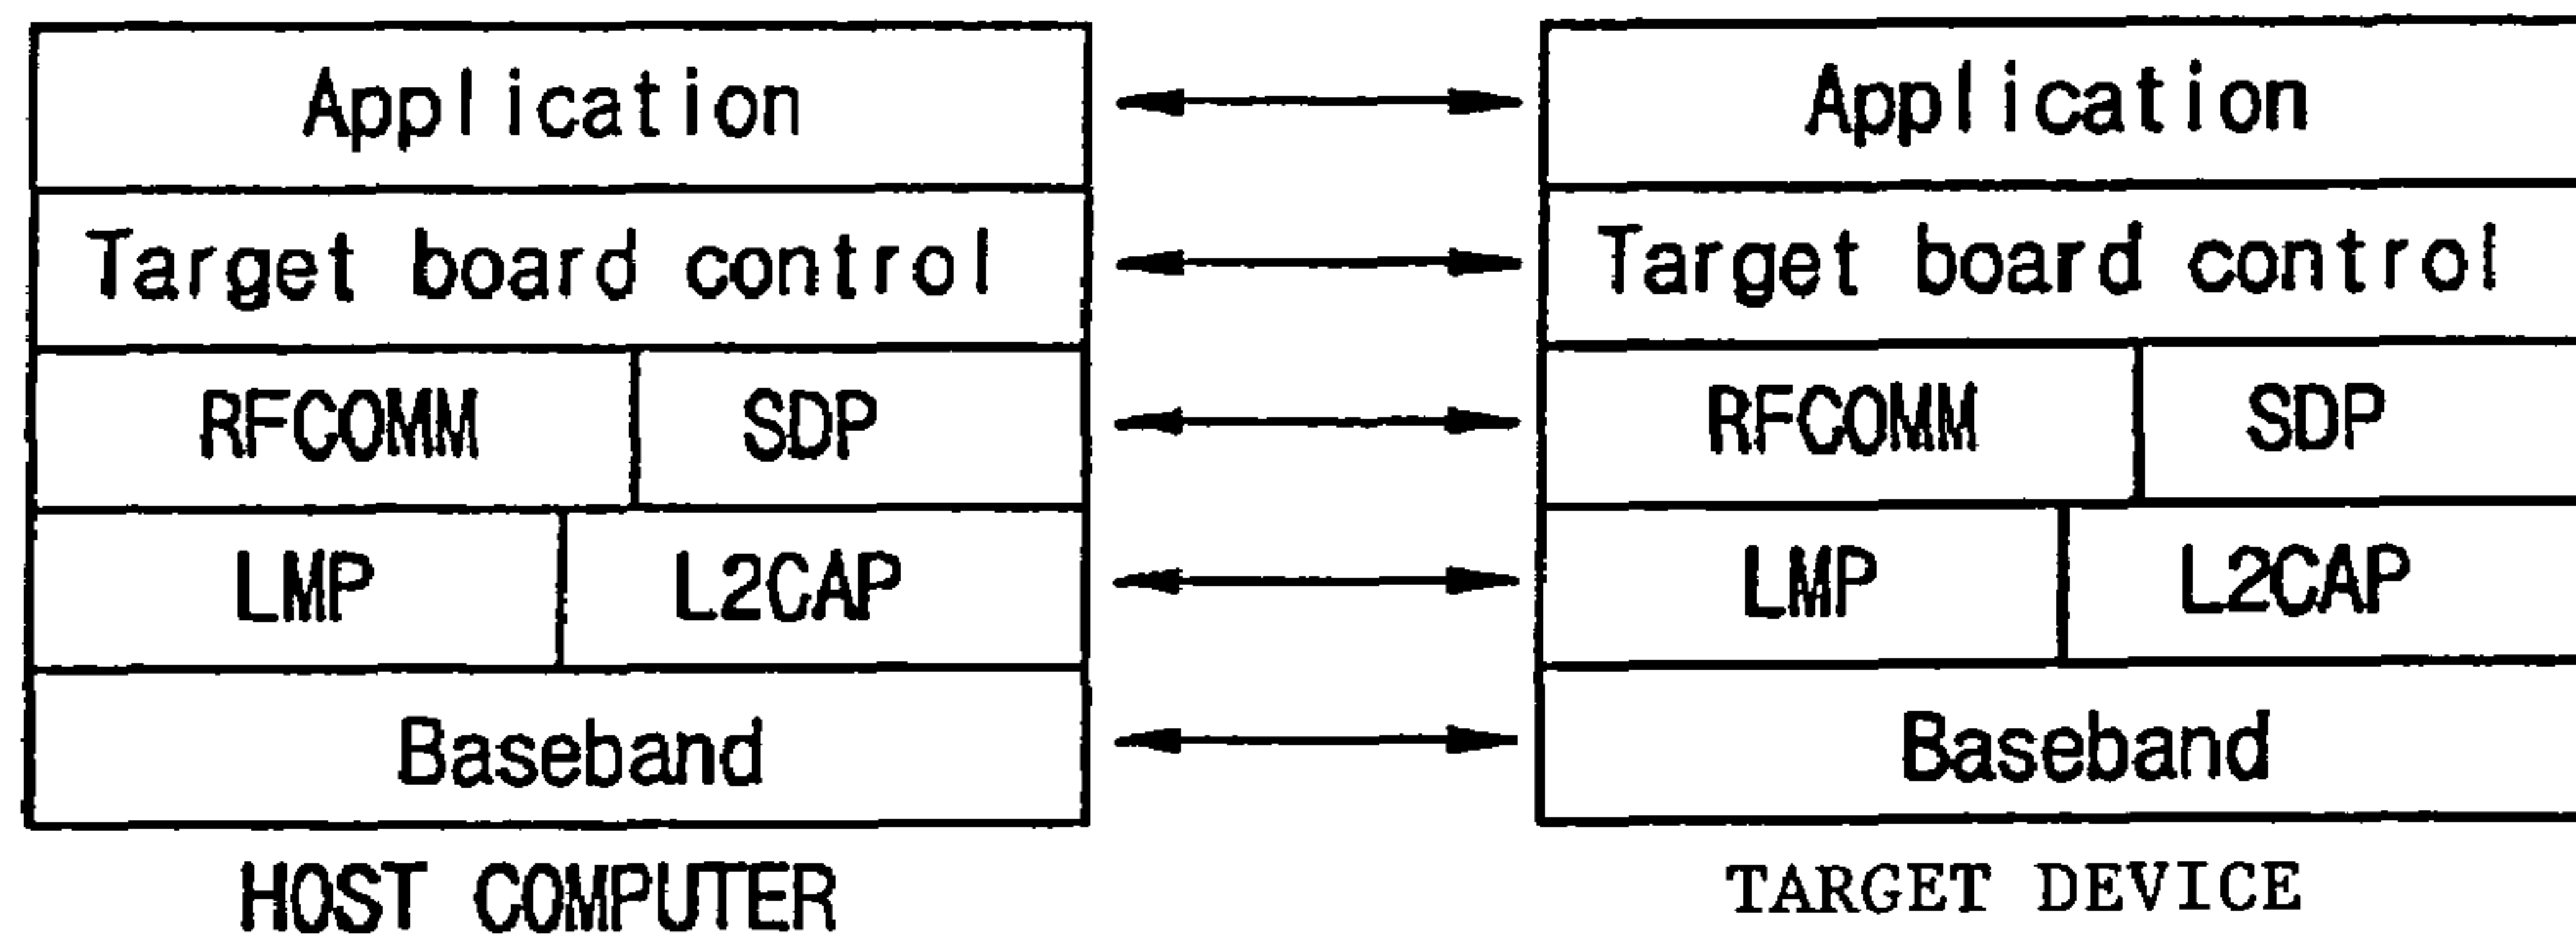 Application
Target board control
RFCOMM SDP
LMP L2CAP
Baseband
HOST COMPUTER
Application
Target board control
RFCOMM SDP
LMP L2CAP
Baseband
TARGET DEVICE